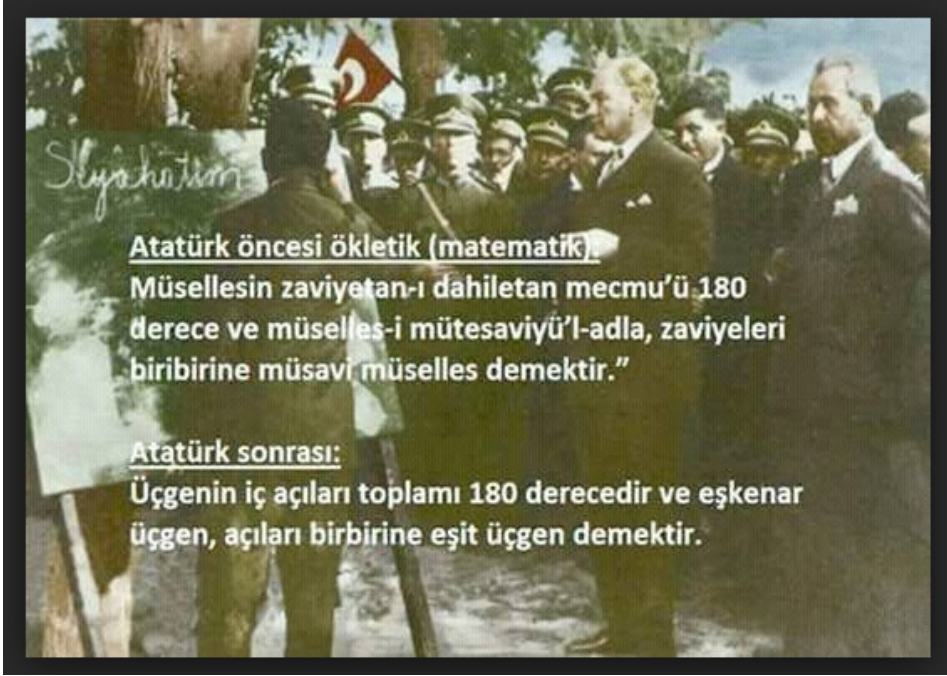 Siyâhatim
Atatürk öncesi ökletik (matematik):
Müsellesin zaviyetan-ı dahiletan mecmu’ü 180
derece ve müselles-i mütesaviyü’l-adla, zaviyeleri
biribirine müsavi müselles demektir.”
Atatürk sonrası:
Üçgenin iç açıları toplamı 180 derecedir ve eşkenar
üçgen, açıları birbirine eşit üçgen demektir.